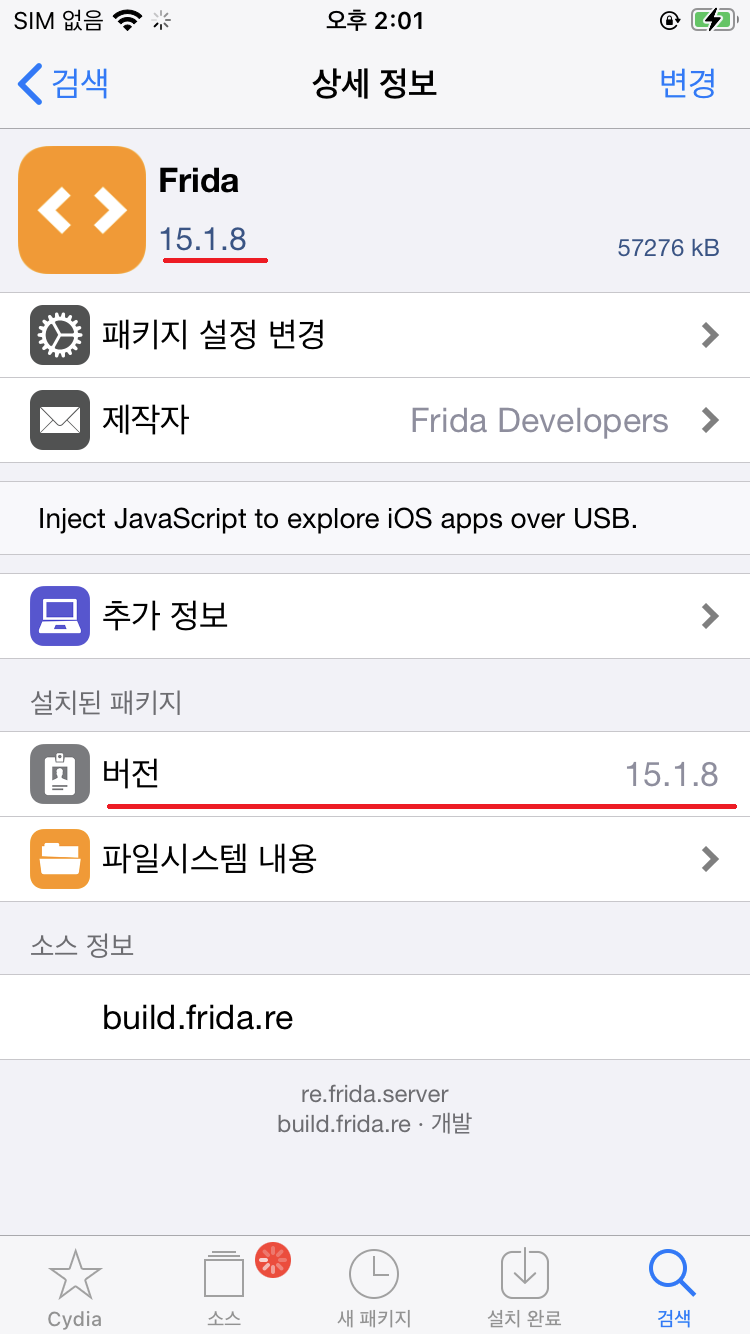 SIM 없음 오후 2:01
검색 상세 정보 변경
Frida
15.1.8
57276 kB
패키지 설정 변경
제작자 Frida Developers
Inject JavaScript to explore iOS apps over USB.
추가 정보
설치된 패키지
버전 15.1.8
파일시스템 내용
소스 정보
build.frida.re
re.frida.server
build.frida.re · 개발
Cydia 소스 새 패키지 설치 완료 검색